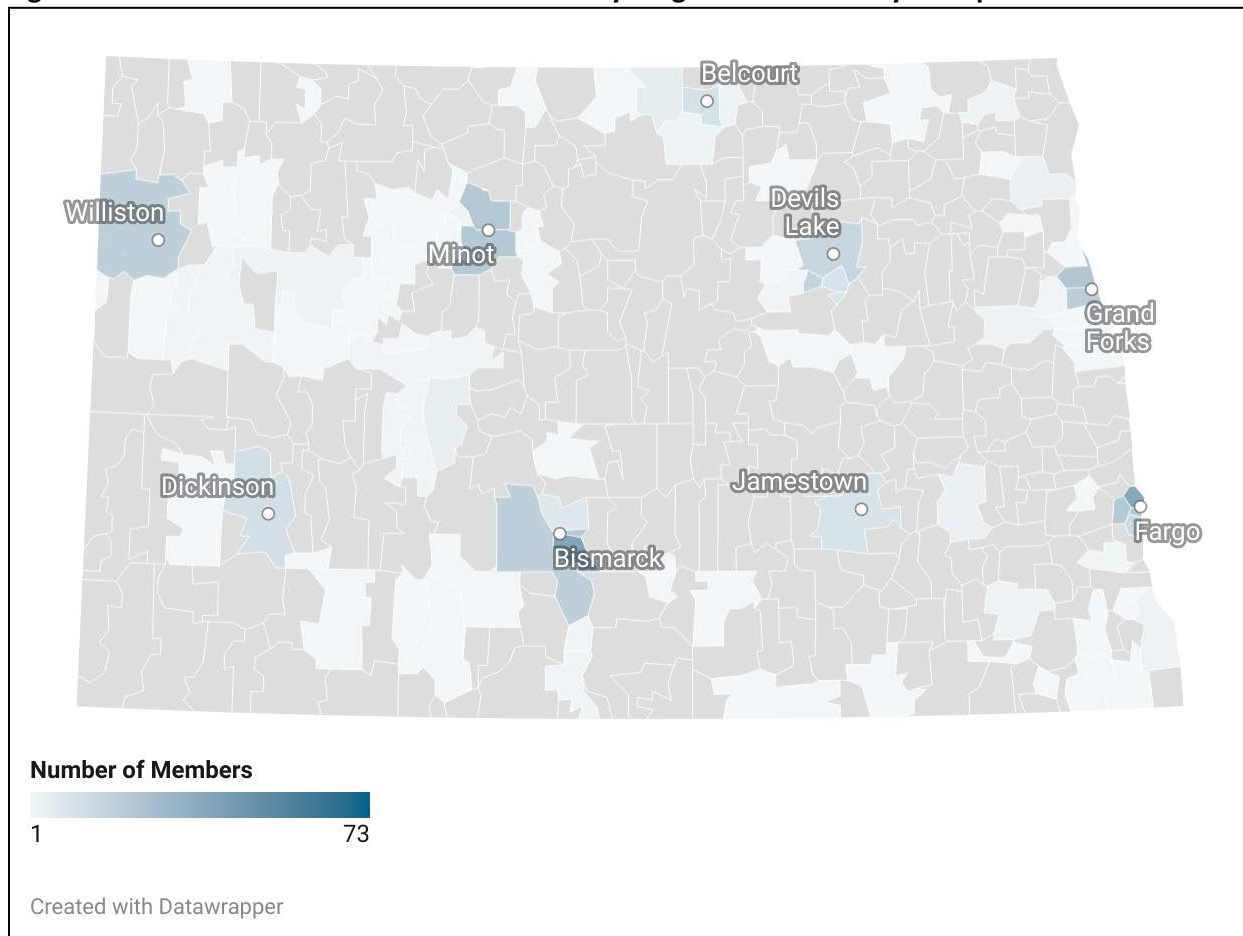 Belcourt
Devils
Lake
Williston
Minot
Grand
Forks
Dickinson
Jamestown
Fargo
Bismarck
Number of Members
1 73
Created with Datawrapper